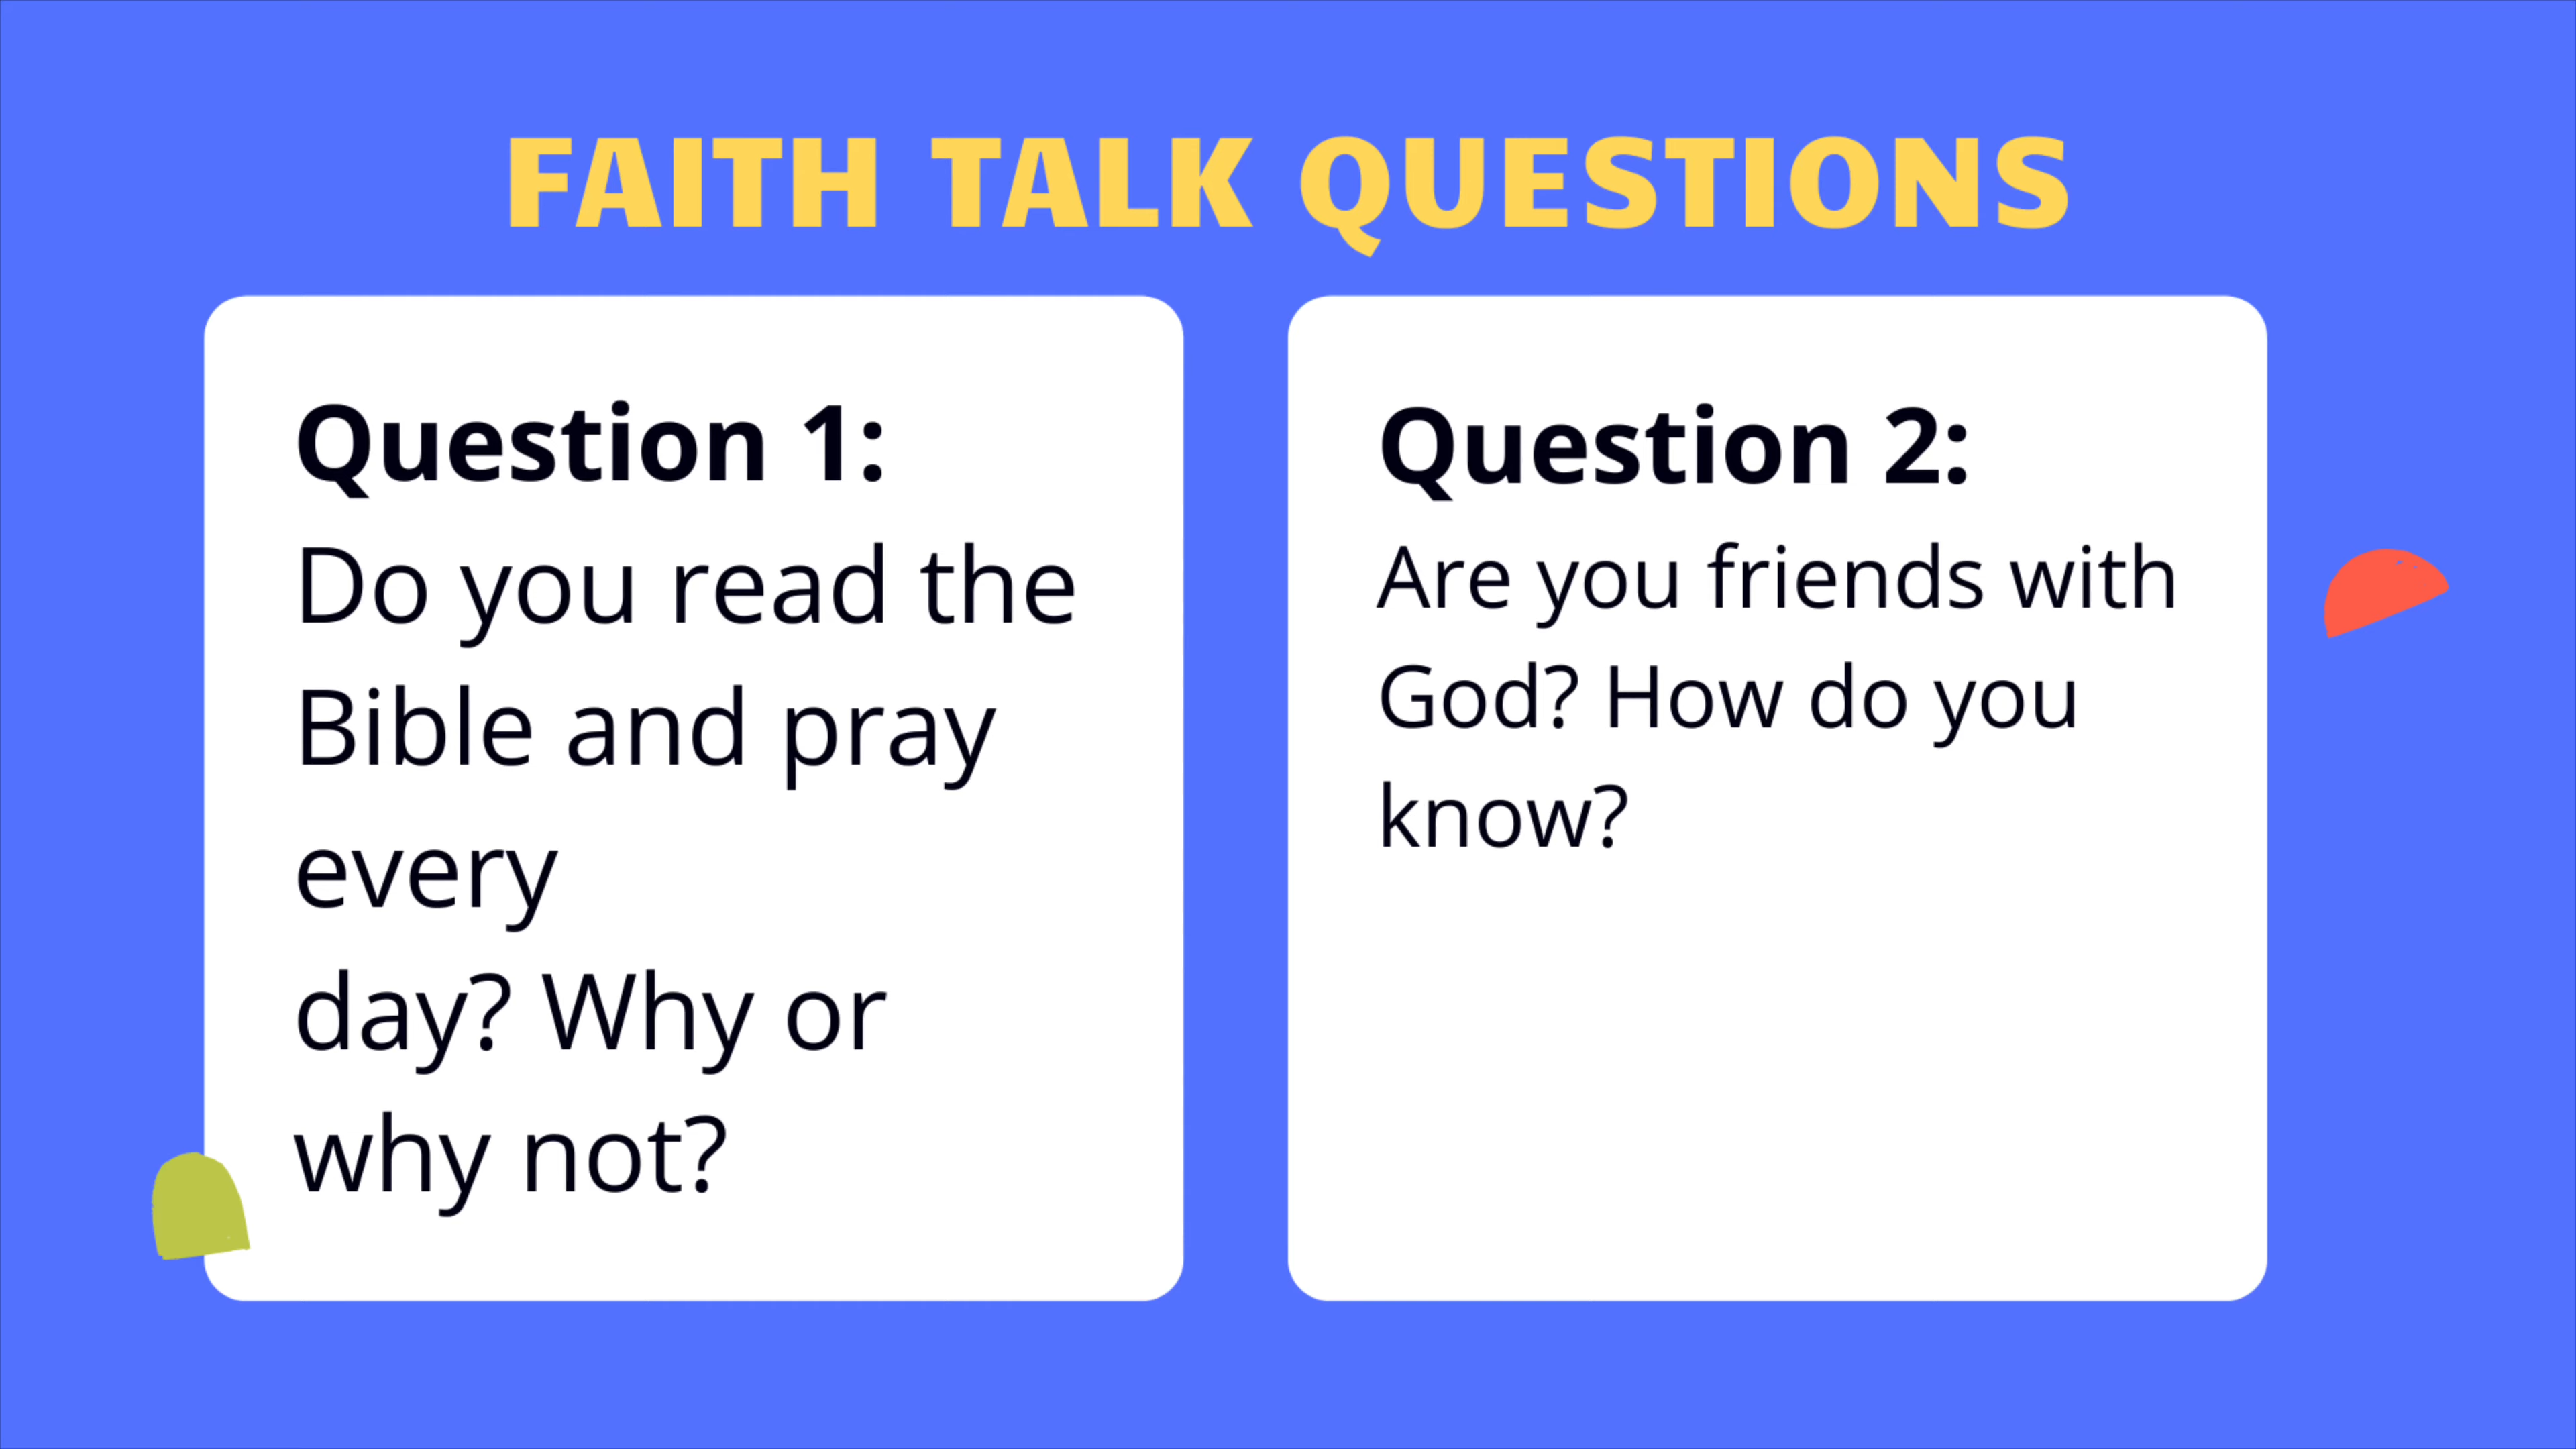 FAITH TALK QUESTIONS
Question 1:
Do you read the
Bible and pray
every
day? Why or
why not?
Question 2:
Are you friends with
God? How do you
know?